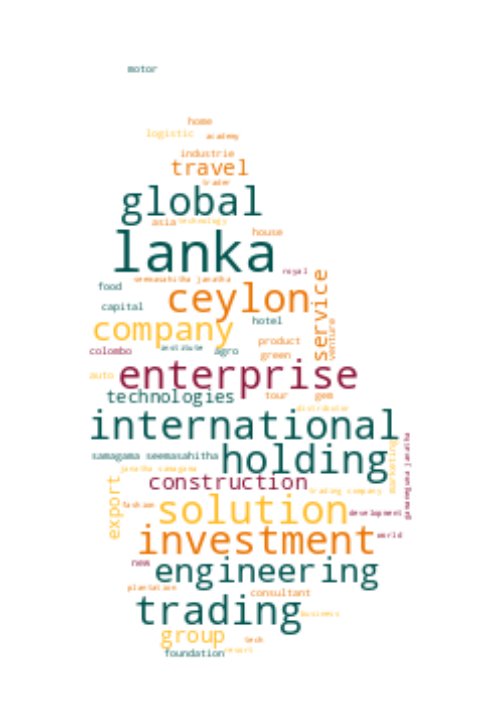 motor
home
logistic academy
industrie
travel
trader
global
asia technology
house
lanka
royal
seemasahitha janatha
food
ceylon
service
capital
company
hotel
venture
colombo
institute
agro
product
green
auto
enterprise
technologies
tour
gem
distributor
international
samagama seemasahitha
holding
marketing
janatha samagama
construction
export
trading company
fashion
solution
development
investment
world
new
engineering
plantation
consultant
trading
business
group
tech
foundation
resort